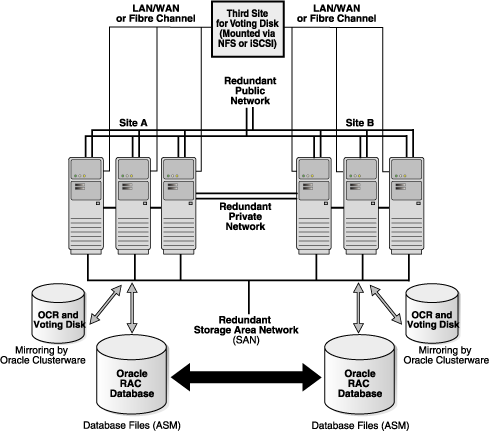 LAN/WAN
or Fibre Channel
Third Site
for Voting Disk
(Mounted via
NFS or iSCSI)
LAN/WAN
or Fibre Channel
Redundant
Public
Network
Site A
Site B
Redundant
Private
Network
OCR and
Voting Disk
Mirroring by
Oracle Clusterware
Redundant
Storage Area Network
(SAN)
OCR and
Voting Disk
Mirroring by
Oracle Clusterware
Oracle
RAC
Database
Database Files (ASM)
Oracle
RAC
Database
Database Files (ASM)